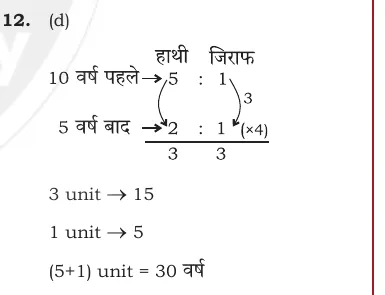 12. (d)
हाथी जिराफ
10 वर्ष पहले → 5 : 1
3
5 वर्ष बाद → 2 : 1 (×4)
3 3
3 unit → 15
1 unit → 5
(5+1) unit = 30 वर्ष